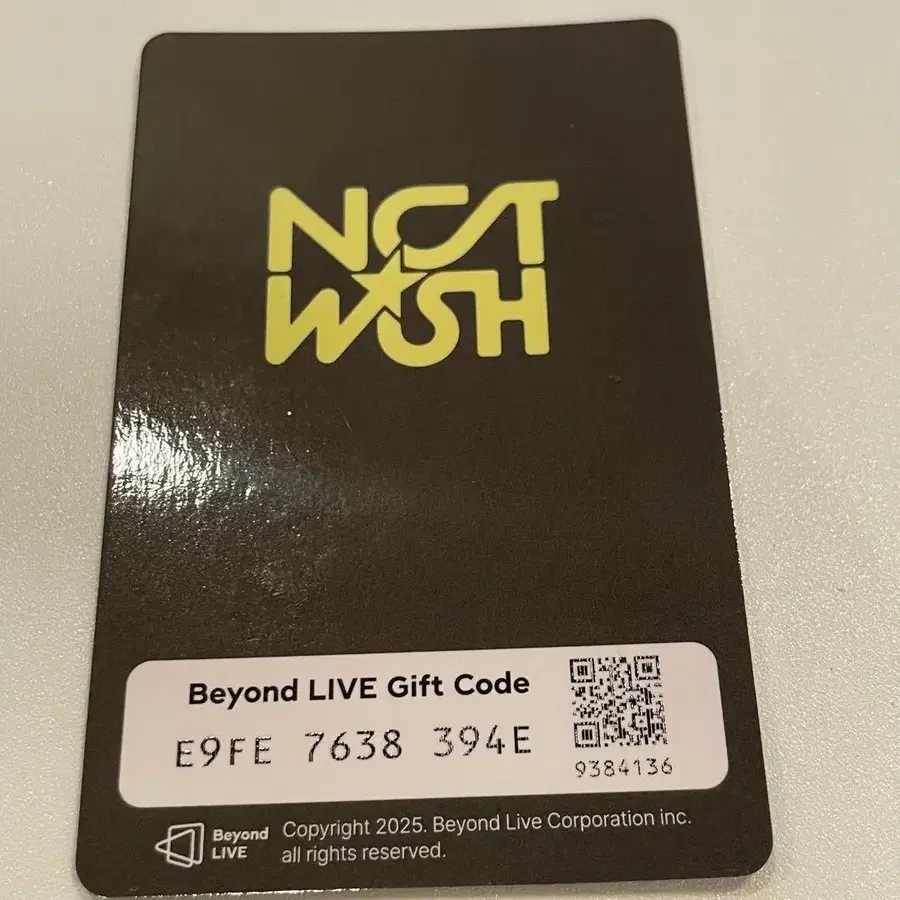 NCT
WISH
Beyond LIVE Gift Code
E9FE 7638 394E
9384136
Beyond
LIVE
Copyright 2025. Beyond Live Corporation inc.
all rights reserved.